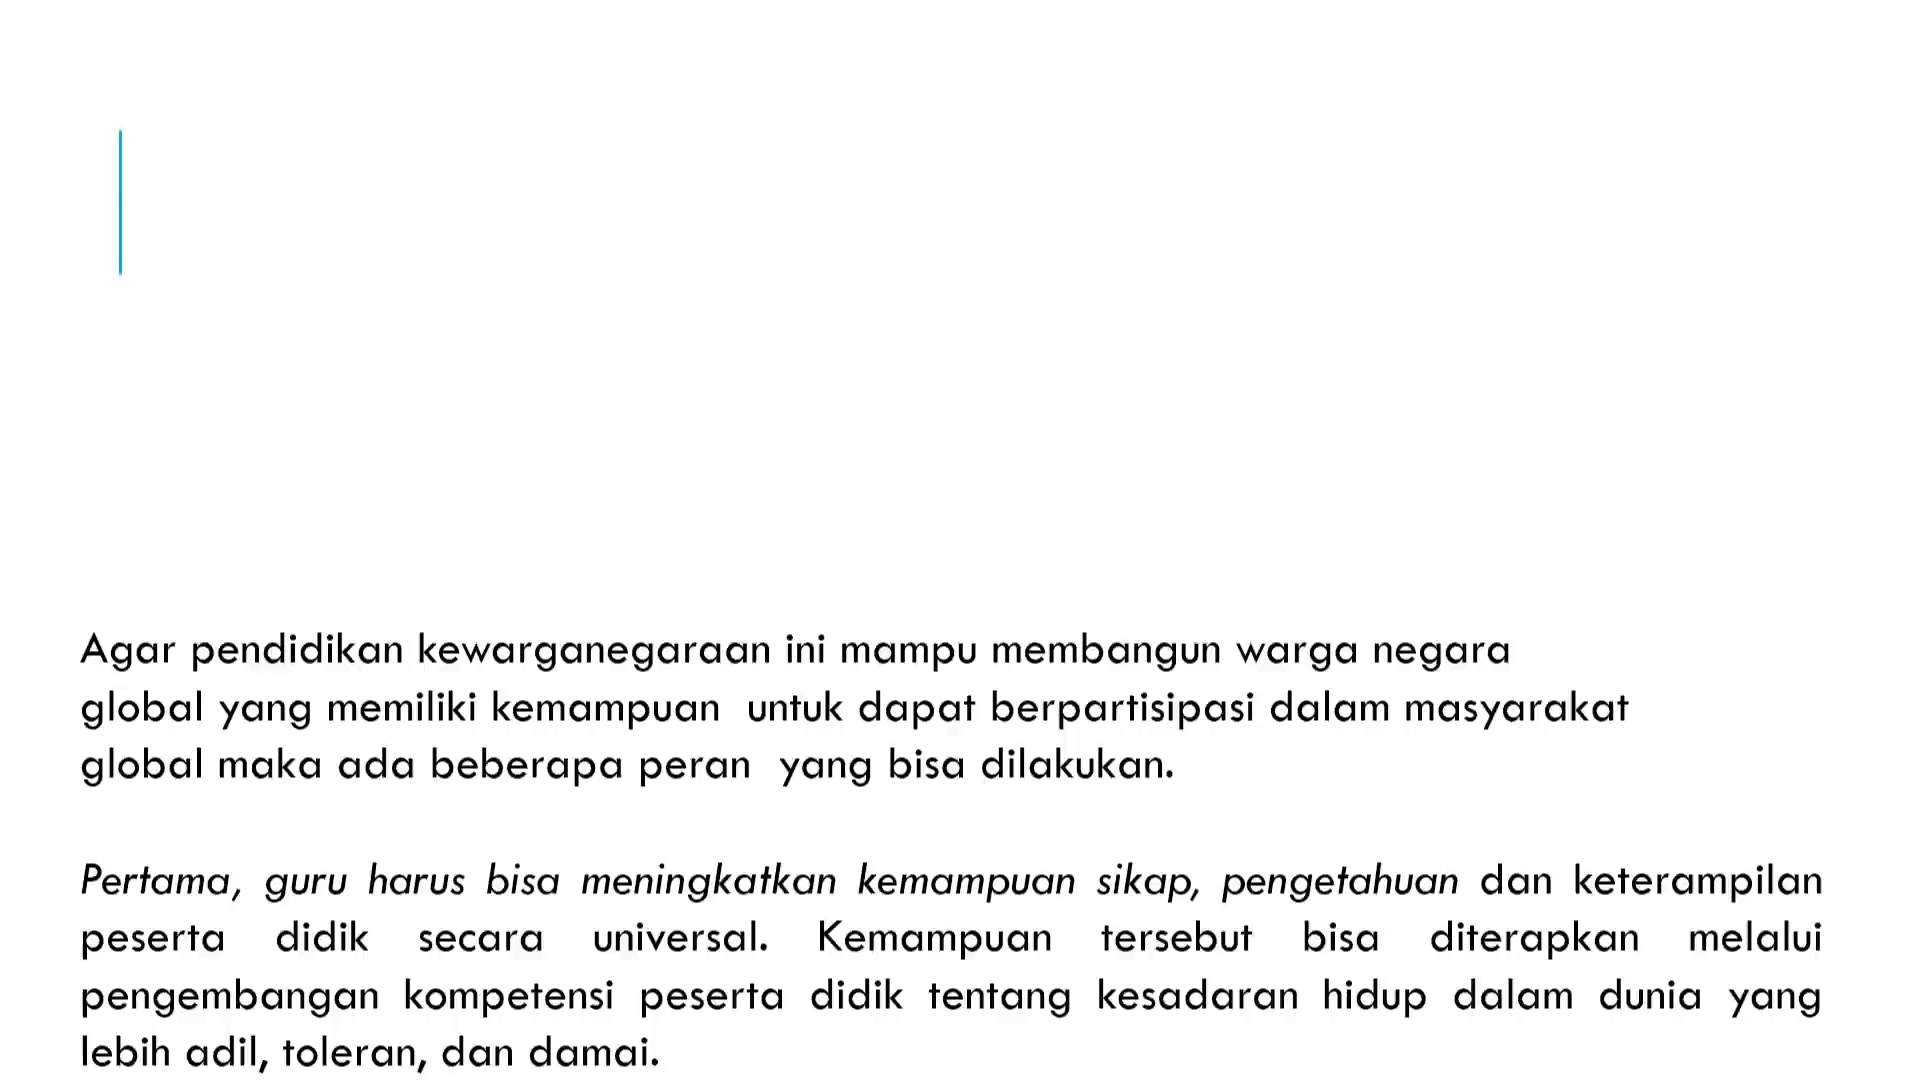 Agar pendidikan kewarganegaraan ini mampu membangun warga negara
global yang memiliki kemampuan  untuk dapat berpartisipasi dalam masyarakat
global maka ada beberapa peran  yang bisa dilakukan.
Pertama, guru harus bisa meningkatkan kemampuan sikap, pengetahuan dan keterampilan
peserta didik secara universal. Kemampuan tersebut bisa diterapkan melalui
pengembangan kompetensi peserta didik tentang kesadaran hidup dalam dunia yang
lebih adil, toleran, dan damai.